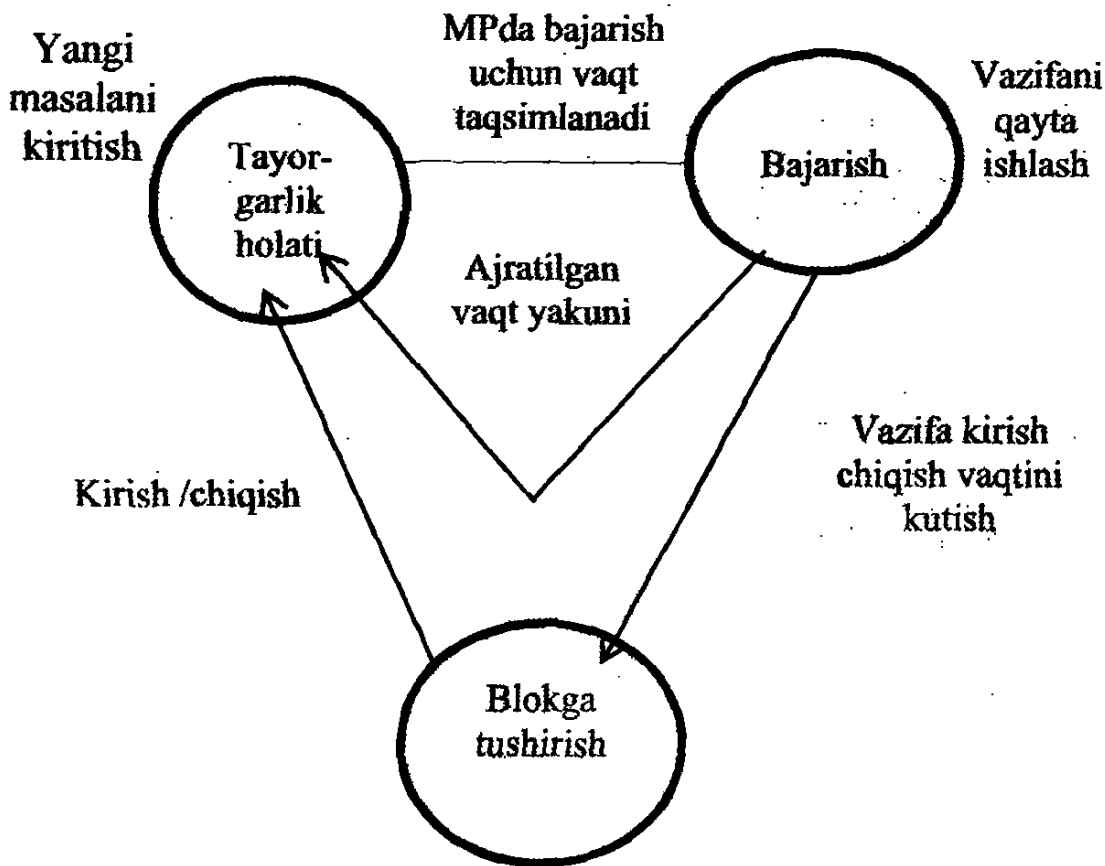 Yangi
masalani
kiritish
MPda bajarish
uchun vaqt
taqsimlanadi
Vazifani
qayta
ishlash
Tayor-
garlik
holati
Bajarish
Ajratilgan
vaqt yakuni
Kirish /chiqish
Vazifa kirish
chiqish vaqtini
kutish
Blokga
tushirish